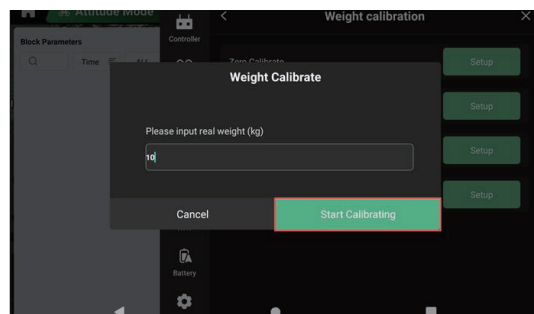 Attitude Mode
Weight calibration
Block Parameters
Controller
Time
ALL
Zero Calibrate
Setup
Weight Calibrate
Setup
Please input real weight (kg)
10
Setup
Setup
Cancel
Start Calibrating
Battery